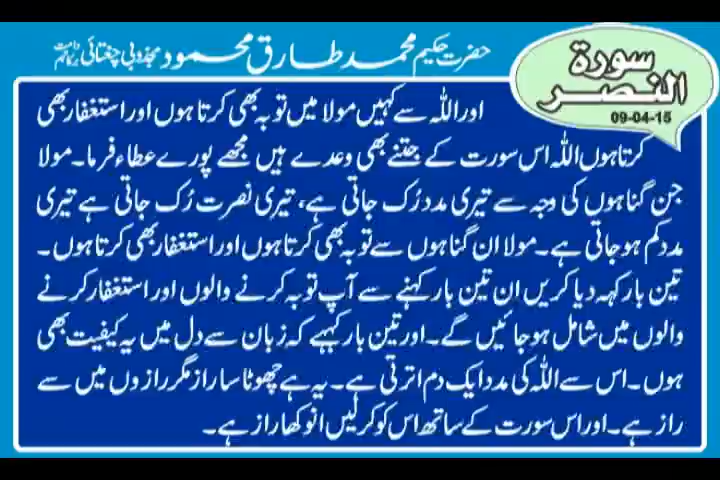 حضرت حکیم محمد طارق محمود مجذوبی چغتائی
سورۃ
النصر
09-04-15
اور اللہ سے کہیں مولا میں توبہ بھی کرتا ہوں اور استغفار بھی
کرتا ہوں اللہ اس سورت کے جتنے بھی وعدے ہیں مجھے پورے عطاء فرما۔ مولا
جن گناہوں کی وجہ سے تیری مدد رُک جاتی ہے، تیری نصرت رُک جاتی ہے تیری
مدد کم ہو جاتی ہے۔ مولا ان گناہوں سے توبہ بھی کرتا ہوں اور استغفار بھی کرتا ہوں۔
تین بار کہہ دیا کریں ان تین بار کہنے سے آپ توبہ کرنے والوں اور استغفار کرنے
والوں میں شامل ہو جائیں گے۔ اور تین بار کہیے کہ زبان سے دل میں یہ کیفیت بھی
ہوں۔ اس سے اللہ کی مدد ایک دم اترتی ہے۔ یہ ہے چھوٹا سا راز مگر رازوں میں سے
راز ہے۔ اور اس سورت کے ساتھ اس کو کرلیں انوکھا راز ہے۔